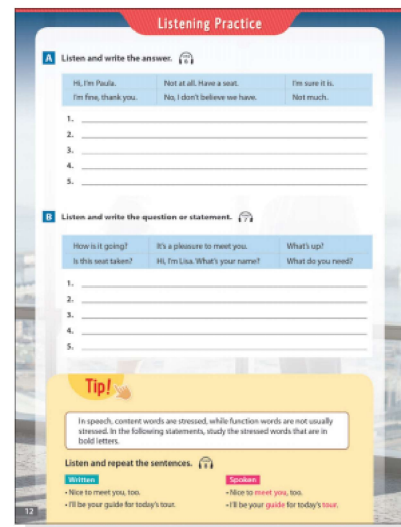 Listening Practice
A Listen and write the answer. 6
Hi, I'm Paula. Not at all. Have a seat. I'm sure it is.
I'm fine, thank you. No, I don't believe we have. Not much.
1.
2.
3.
4.
5.
B Listen and write the question or statement. 7
How is it going? It's a pleasure to meet you. What's up?
Is this seat taken? Hi, I'm Lisa. What's your name? What do you need?
1.
2.
3.
4.
5.
Tip!
In speech, content words are stressed, while function words are not usually
stressed. In the following statements, study the stressed words that are in
bold letters.
Listen and repeat the sentences. 8
Written Spoken
• Nice to meet you, too. • Nice to meet you, too.
• I'll be your guide for today's tour. • I'll be your guide for today's tour.
12